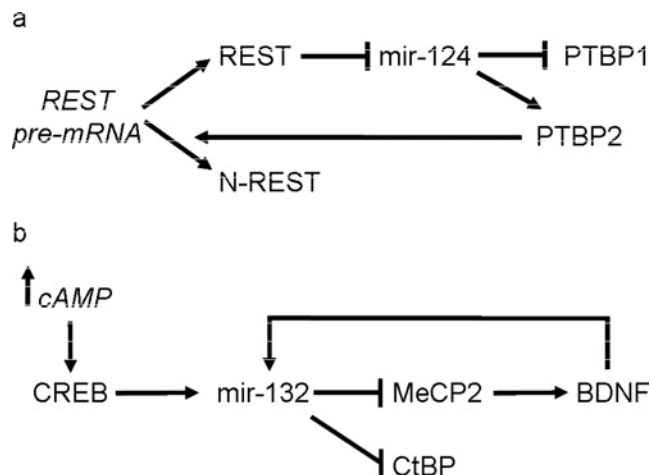 a
REST mir-124 PTBP1
REST
pre-mRNA
PTBP2
N-REST
b
cAMP
CREB mir-132 MeCP2 BDNF
CtBP